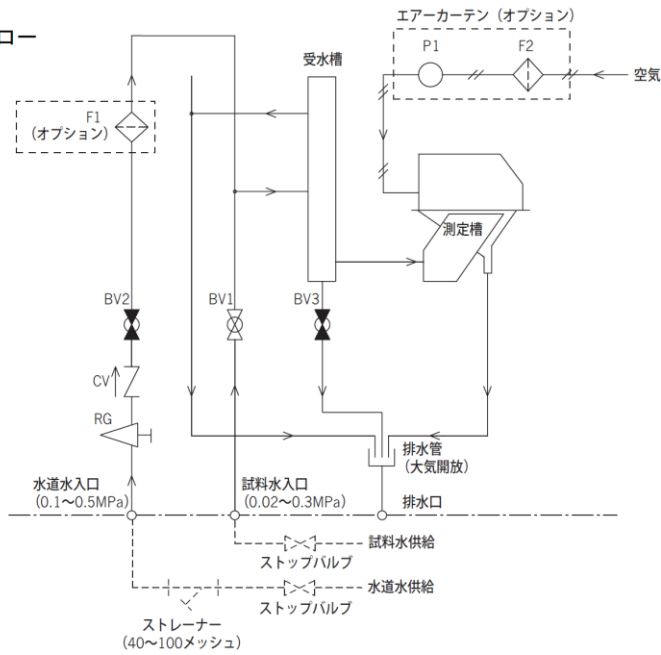 ロー
エアーカーテン（オプション）
P1
F2
空気
受水槽
F1
（オプション）
測定槽
BV2
BV1
BV3
CV
RG
排水管
（大気開放）
水道水入口
（0.1～0.5MPa）
試料水入口
（0.02～0.3MPa）
排水口
試料水供給
ストップバルブ
水道水供給
ストップバルブ
ストレーナー
（40～100メッシュ）